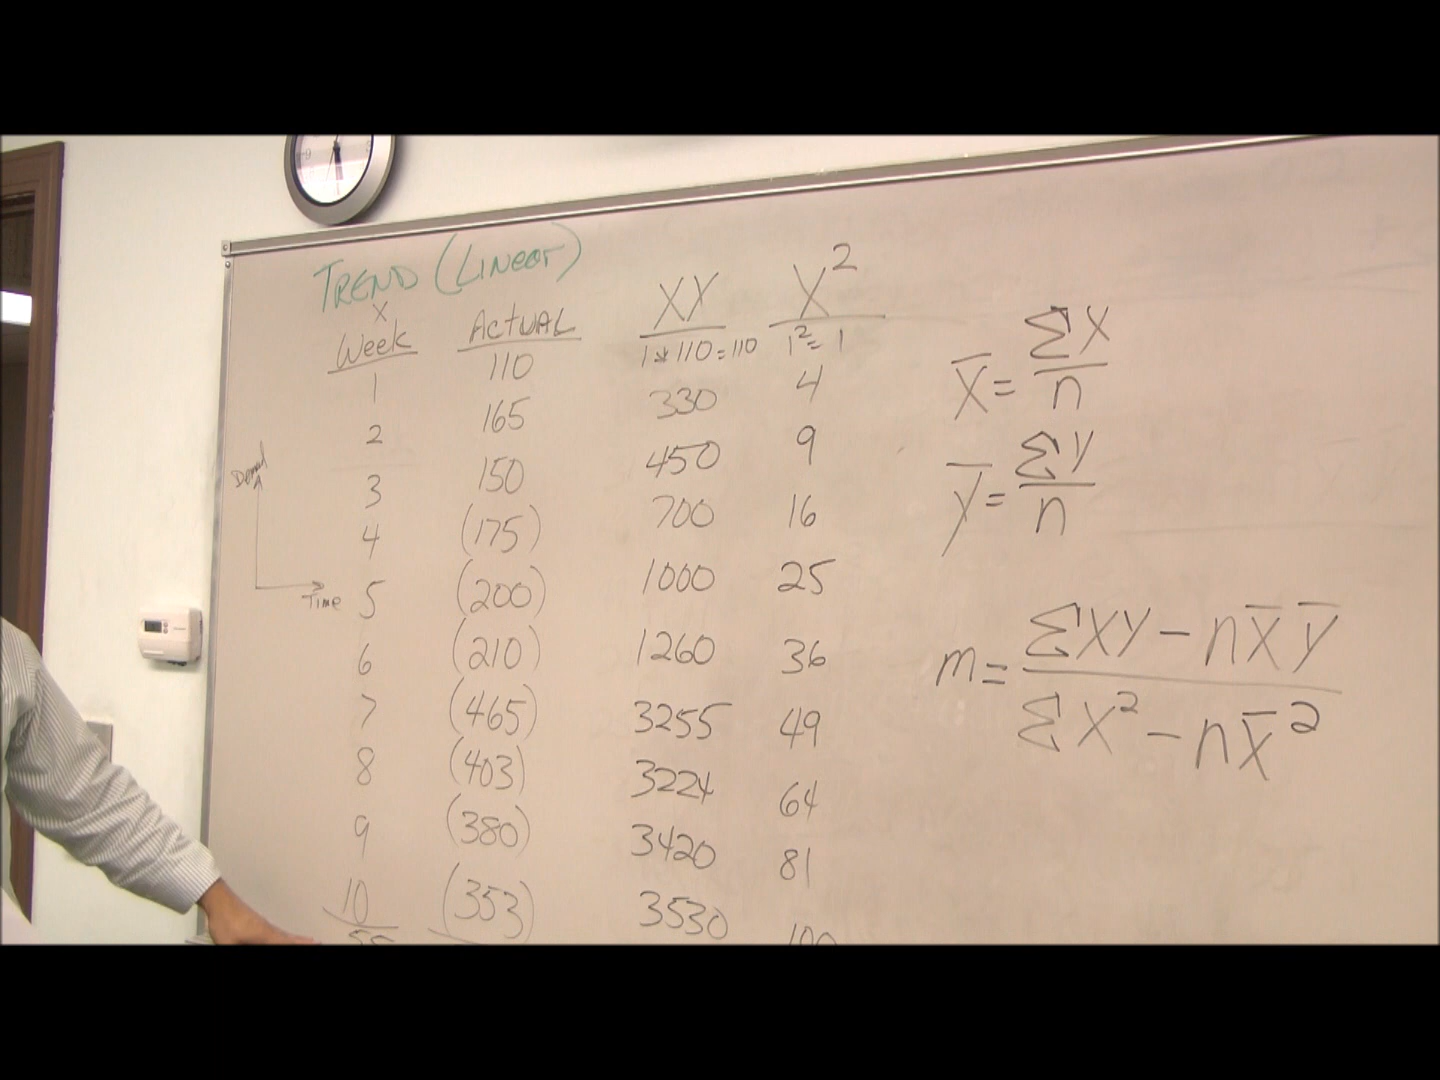 TREND (Linear)
X
Week Actual XY X²
1 110 1*110=110 1²=1
2 165 330 4
3 150 450 9
4 (175) 700 16
5 (200) 1000 25
6 (210) 1260 36
7 (465) 3255 49
8 (403) 3224 64
9 (380) 3420 81
10 (353) 3530 100
55
Demand
Time
X̄ = ΣX / n
Ȳ = ΣY / n
m = ΣXY - nX̄Ȳ / ΣX² - nX̄²
9